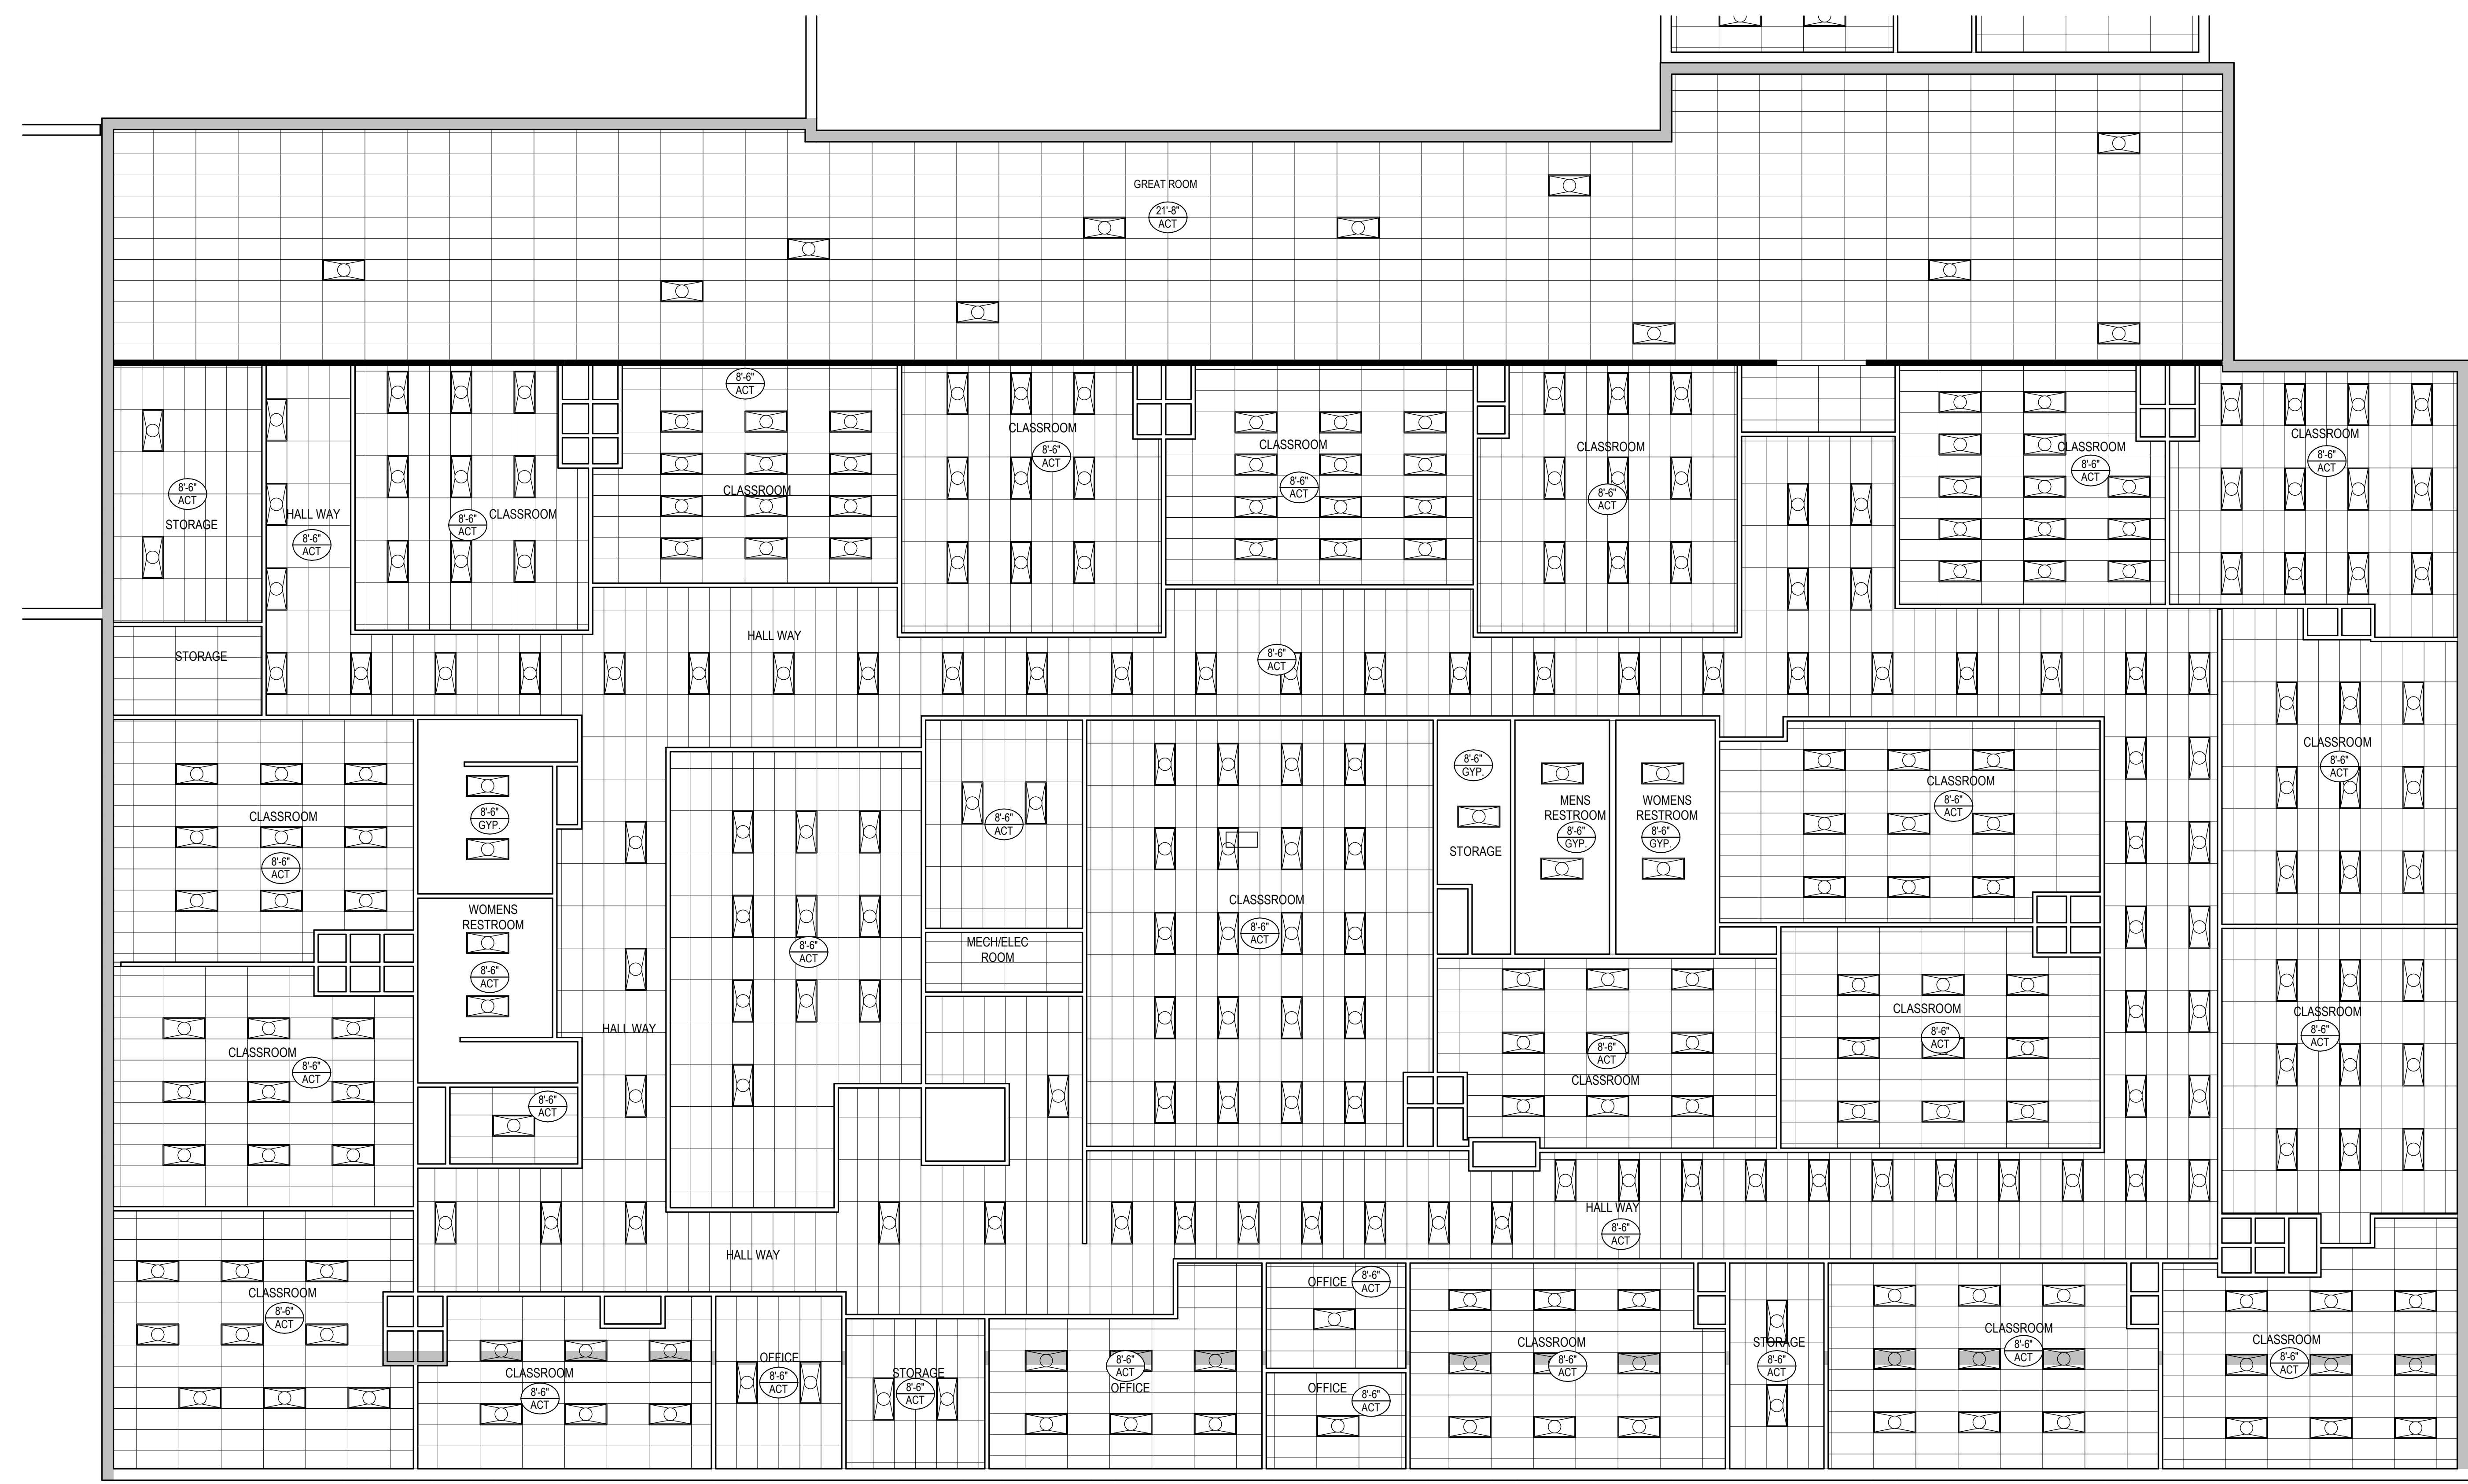 GREAT ROOM
21'-8"
ACT
8'-6"
ACT
CLASSROOM
8'-6"
ACT
STORAGE
HALL WAY
8'-6"
ACT
8'-6"
ACT
CLASSROOM
CLASSROOM
8'-6"
ACT
CLASSROOM
8'-6"
ACT
CLASSROOM
8'-6"
ACT
CLASSROOM
8'-6"
ACT
CLASSROOM
8'-6"
ACT
STORAGE
HALL WAY
8'-6"
ACT
CLASSROOM
8'-6"
ACT
8'-6"
GYP.
WOMENS
RESTROOM
8'-6"
ACT
HALL WAY
8'-6"
ACT
8'-6"
ACT
MECH/ELEC
ROOM
CLASSSROOM
8'-6"
ACT
8'-6"
GYP.
STORAGE
MENS
RESTROOM
8'-6"
GYP.
WOMENS
RESTROOM
8'-6"
GYP.
CLASSROOM
8'-6"
ACT
CLASSROOM
8'-6"
ACT
CLASSROOM
8'-6"
ACT
8'-6"
ACT
8'-6"
ACT
CLASSROOM
CLASSROOM
8'-6"
ACT
CLASSROOM
8'-6"
ACT
HALL WAY
HALL WAY
8'-6"
ACT
CLASSROOM
8'-6"
ACT
CLASSROOM
8'-6"
ACT
OFFICE
8'-6"
ACT
STORAGE
8'-6"
ACT
8'-6"
ACT
OFFICE
OFFICE
8'-6"
ACT
OFFICE
8'-6"
ACT
CLASSROOM
8'-6"
ACT
STORAGE
8'-6"
ACT
CLASSROOM
8'-6"
ACT
CLASSROOM
8'-6"
ACT